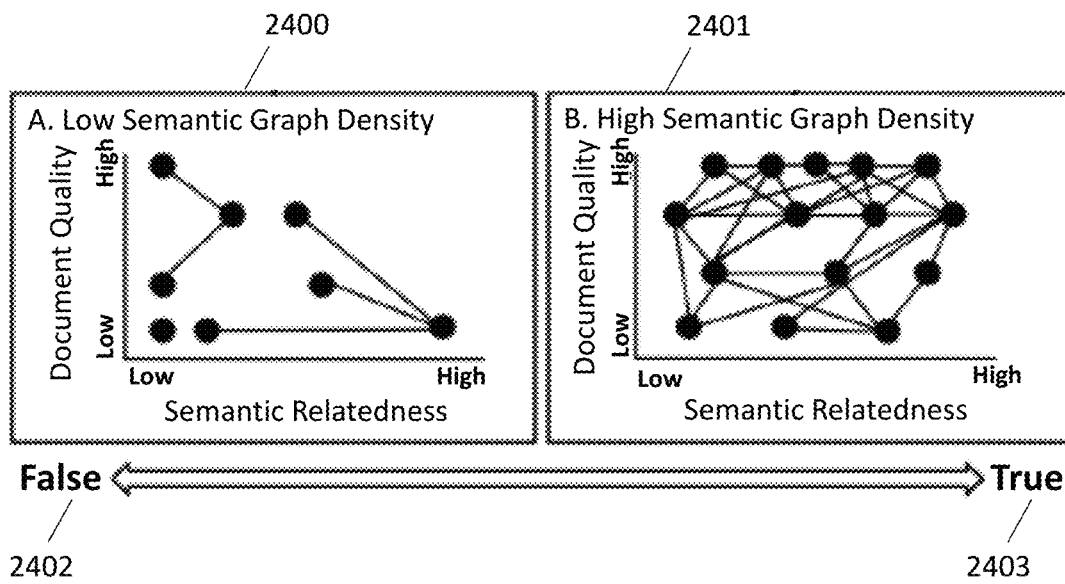 2400
2401
A. Low Semantic Graph Density
B. High Semantic Graph Density
Document Quality
High
Low
Low
High
Semantic Relatedness
Document Quality
High
Low
Low
High
Semantic Relatedness
False
True
2402
2403